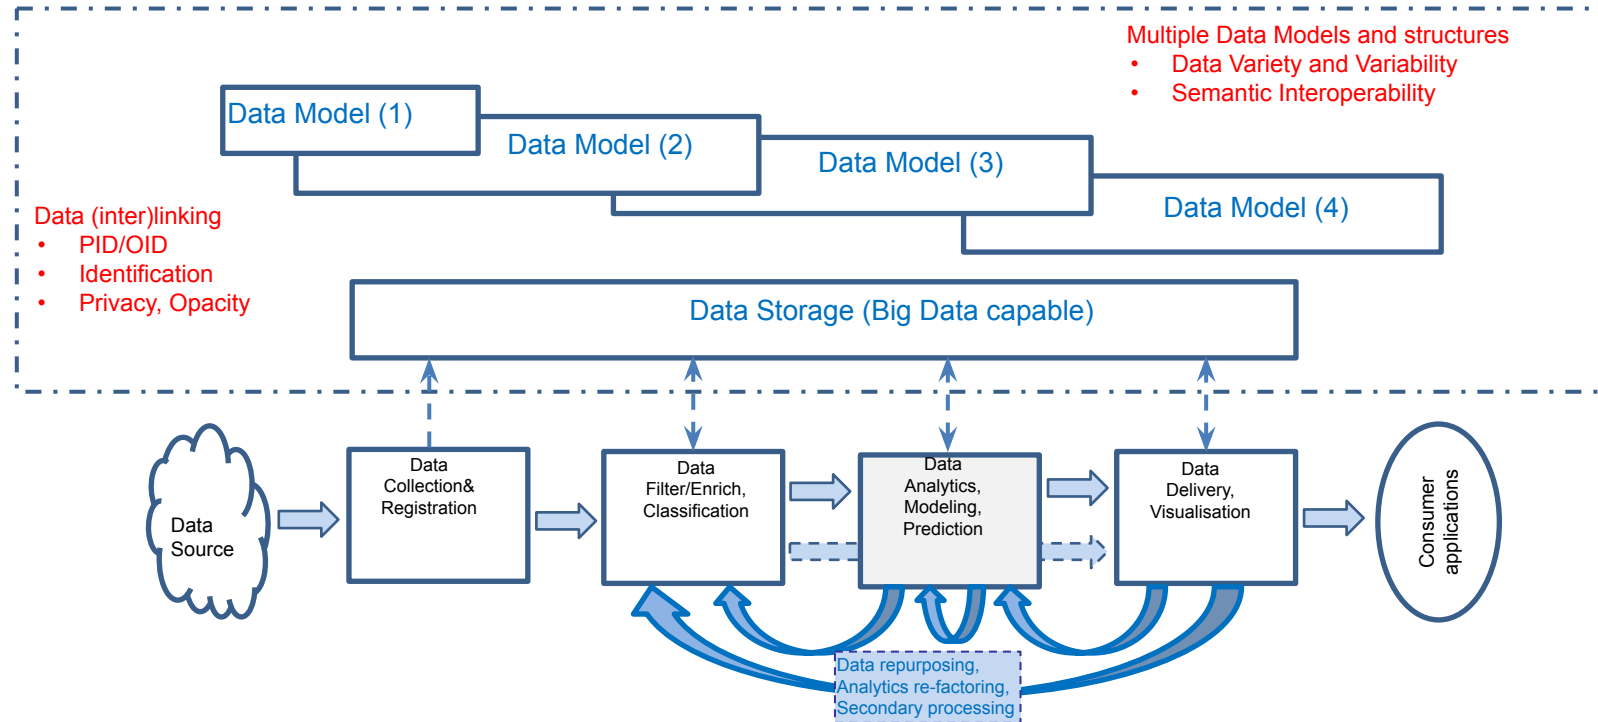 Multiple Data Models and structures
• Data Variety and Variability
• Semantic Interoperability
Data Model (1)
Data Model (2)
Data Model (3)
Data Model (4)
Data (inter)linking
• PID/OID
• Identification
• Privacy, Opacity
Data Storage (Big Data capable)
Data
Source
Data
Collection&
Registration
Data
Filter/Enrich,
Classification
Data
Analytics,
Modeling,
Prediction
Data
Delivery,
Visualisation
Consumer
applications
Data repurposing,
Analytics re-factoring,
Secondary processing